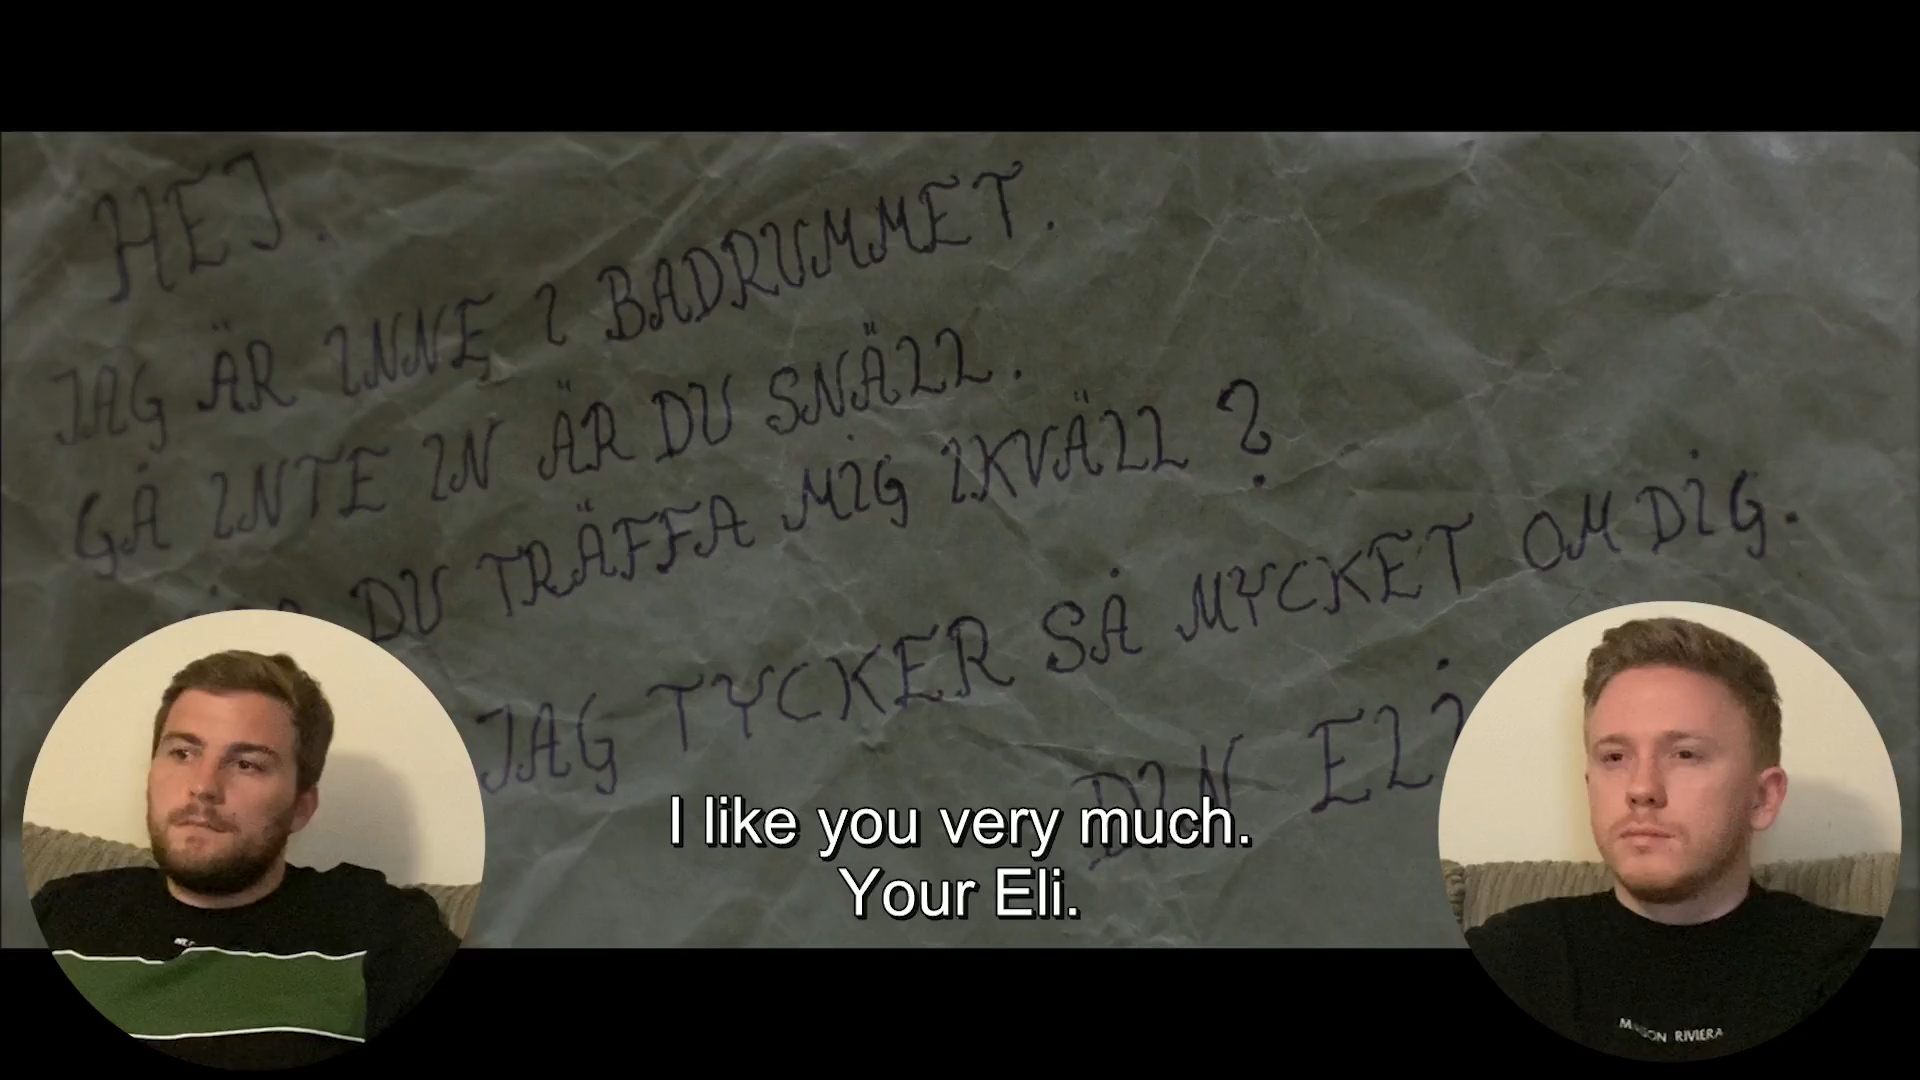 HEJ.
JAG ÄR INNE I BADRUMMET.
GÅ INTE IN ÄR DU SNÄLL.
DU TRÄFFA MIG IKVÄLL?
JAG TYCKER SÅ MYCKET OM DIG.
DIN ELI
I like you very much.
Your Eli.
RIVIERA